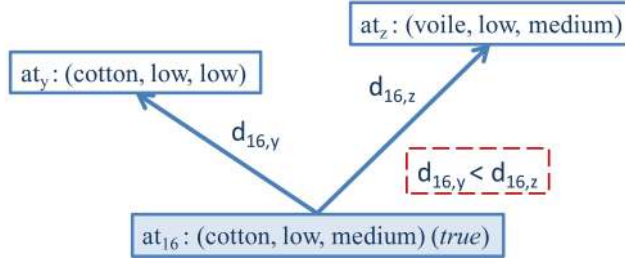 at_z : (voile, low, medium)
at_y : (cotton, low, low)
d_16,z
d_16,y
d_16,y < d_16,z
at_16 : (cotton, low, medium) (true)